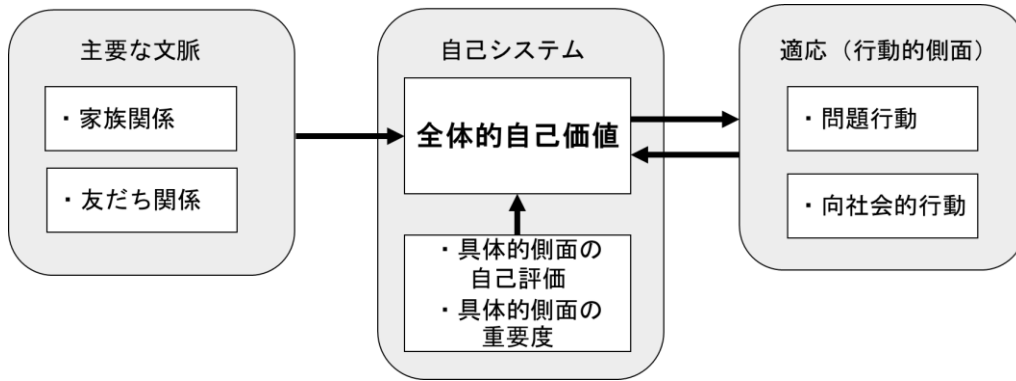 主要な文脈
・家族関係
・友だち関係
自己システム
全体的自己価値
・具体的側面の
自己評価
・具体的側面の
重要度
適応（行動的側面）
・問題行動
・向社会的行動